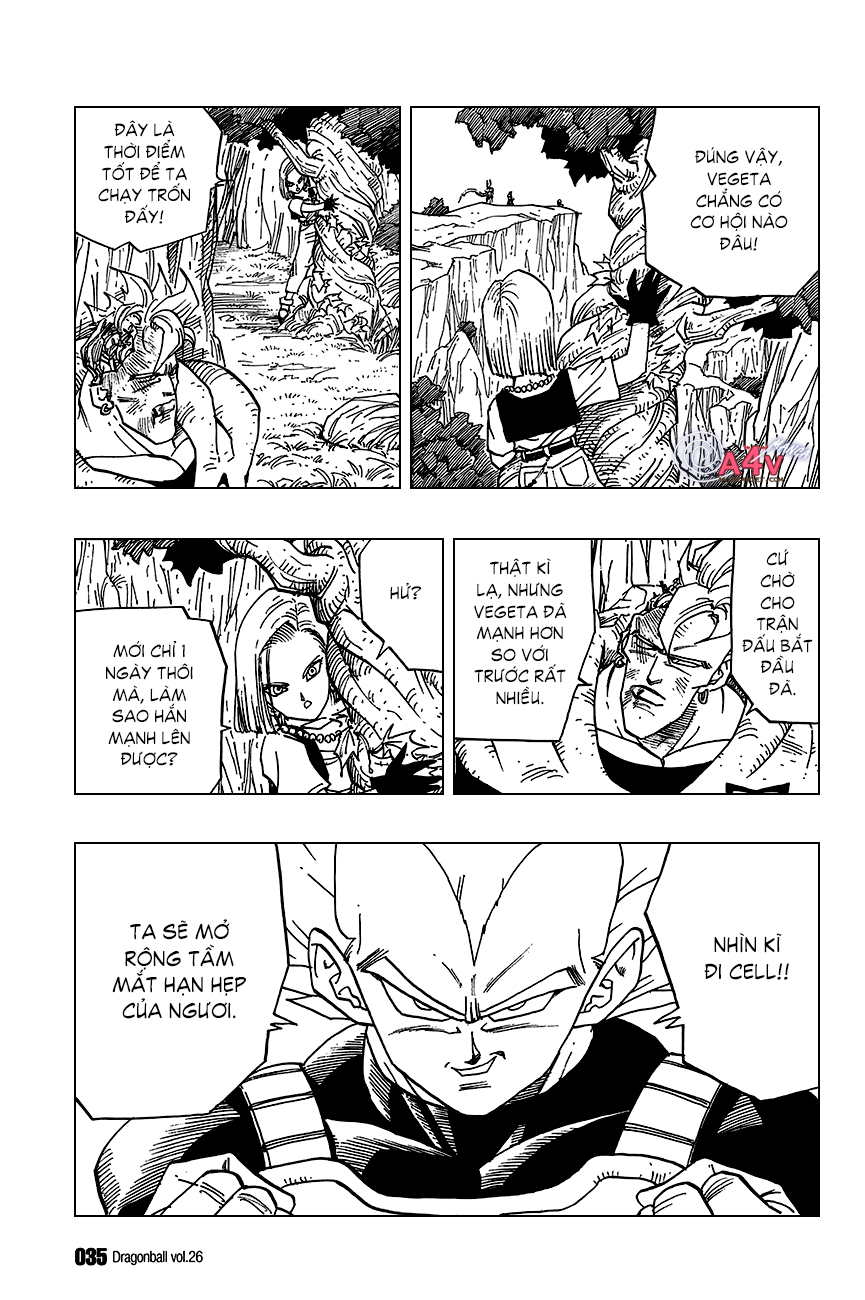 ĐÚNG VẬY,
VEGETA
CHẲNG CÓ
CƠ HỘI NÀO
ĐÂU!
ĐÂY LÀ
THỜI ĐIỂM
TỐT ĐỂ TA
CHẠY TRỐN
ĐẤY!
A4V
CỨ
CHỜ
CHO
TRẬN
ĐẤU BẮT
ĐẦU
ĐÃ.
THẬT KÌ
LẠ, NHƯNG
VEGETA ĐÃ
MẠNH HƠN
SO VỚI
TRƯỚC RẤT
NHIỀU.
HỬ?
MỚI CHỈ 1
NGÀY THÔI
MÀ, LÀM
SAO HẮN
MẠNH LÊN
ĐƯỢC?
NHÌN KĨ
ĐI CELL!!
TA SẼ MỞ
RỘNG TẦM
MẮT HẠN HẸP
CỦA NGƯƠI.
035 Dragonball vol.26